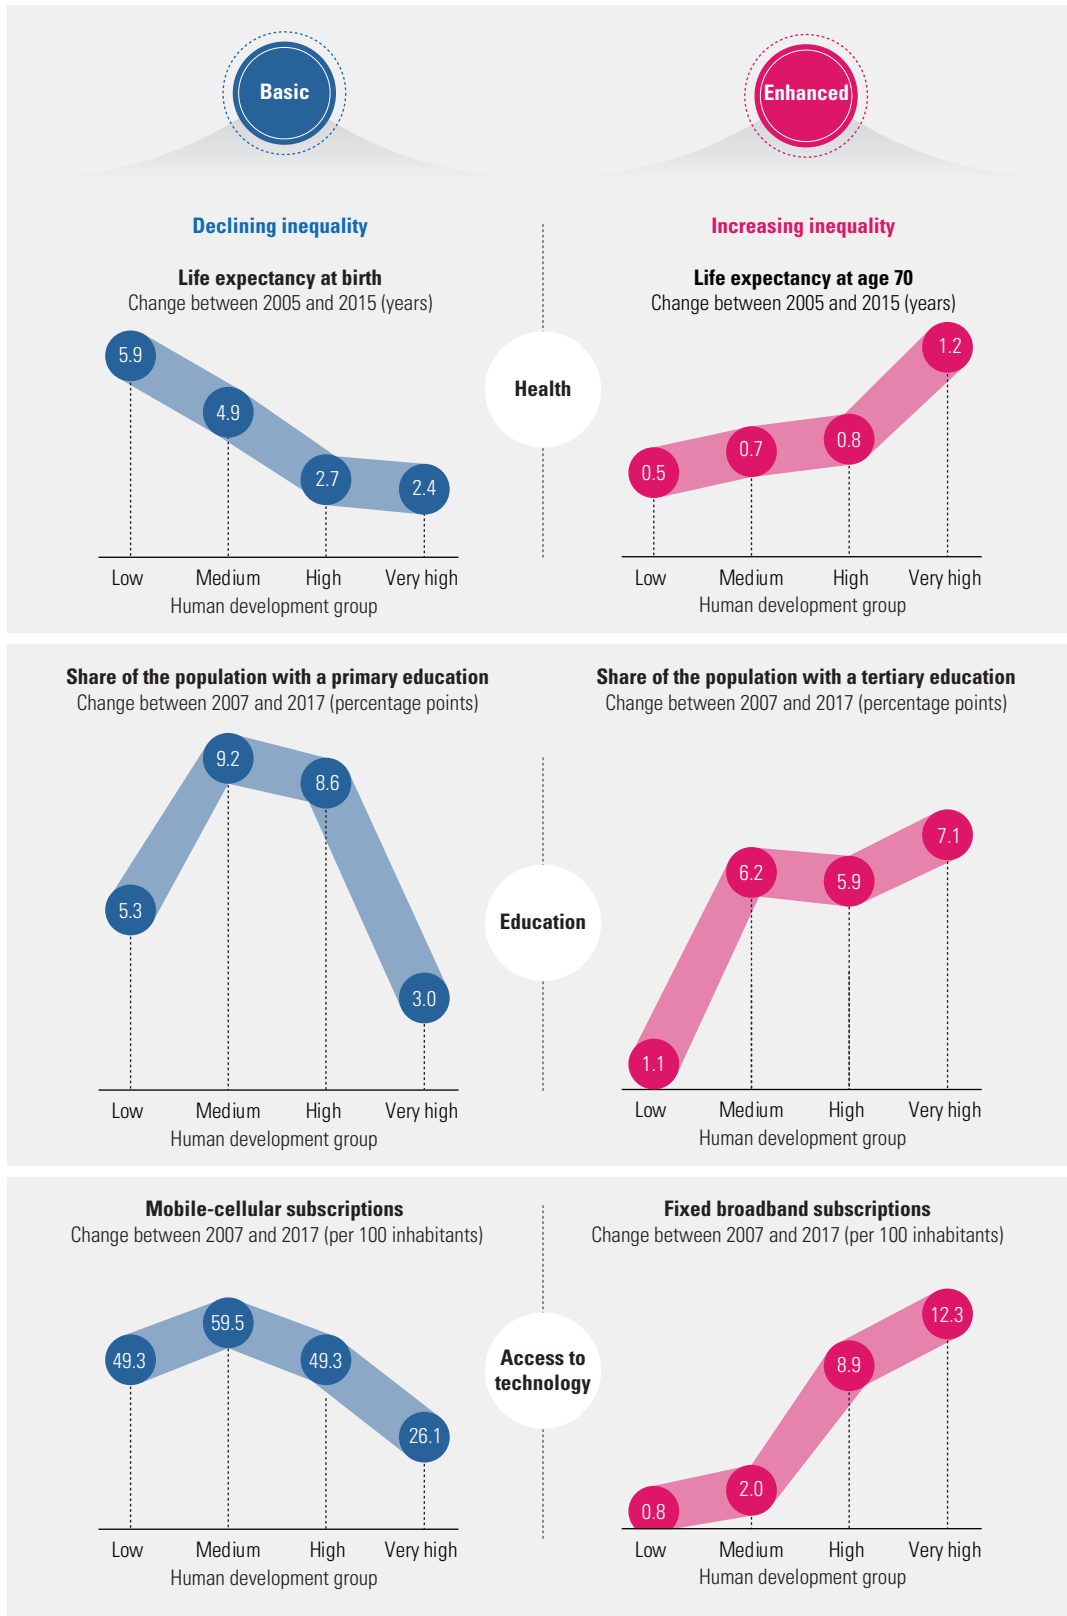 Basic
Enhanced
Declining inequality
Increasing inequality
Life expectancy at birth
Change between 2005 and 2015 (years)
5.9
4.9
2.7
2.4
Low
Medium
High
Very high
Human development group
Health
Life expectancy at age 70
Change between 2005 and 2015 (years)
0.5
0.7
0.8
1.2
Low
Medium
High
Very high
Human development group
Share of the population with a primary education
Change between 2007 and 2017 (percentage points)
5.3
9.2
8.6
3.0
Low
Medium
High
Very high
Human development group
Education
Share of the population with a tertiary education
Change between 2007 and 2017 (percentage points)
1.1
6.2
5.9
7.1
Low
Medium
High
Very high
Human development group
Mobile-cellular subscriptions
Change between 2007 and 2017 (per 100 inhabitants)
49.3
59.5
49.3
26.1
Low
Medium
High
Very high
Human development group
Access to
technology
Fixed broadband subscriptions
Change between 2007 and 2017 (per 100 inhabitants)
0.8
2.0
8.9
12.3
Low
Medium
High
Very high
Human development group